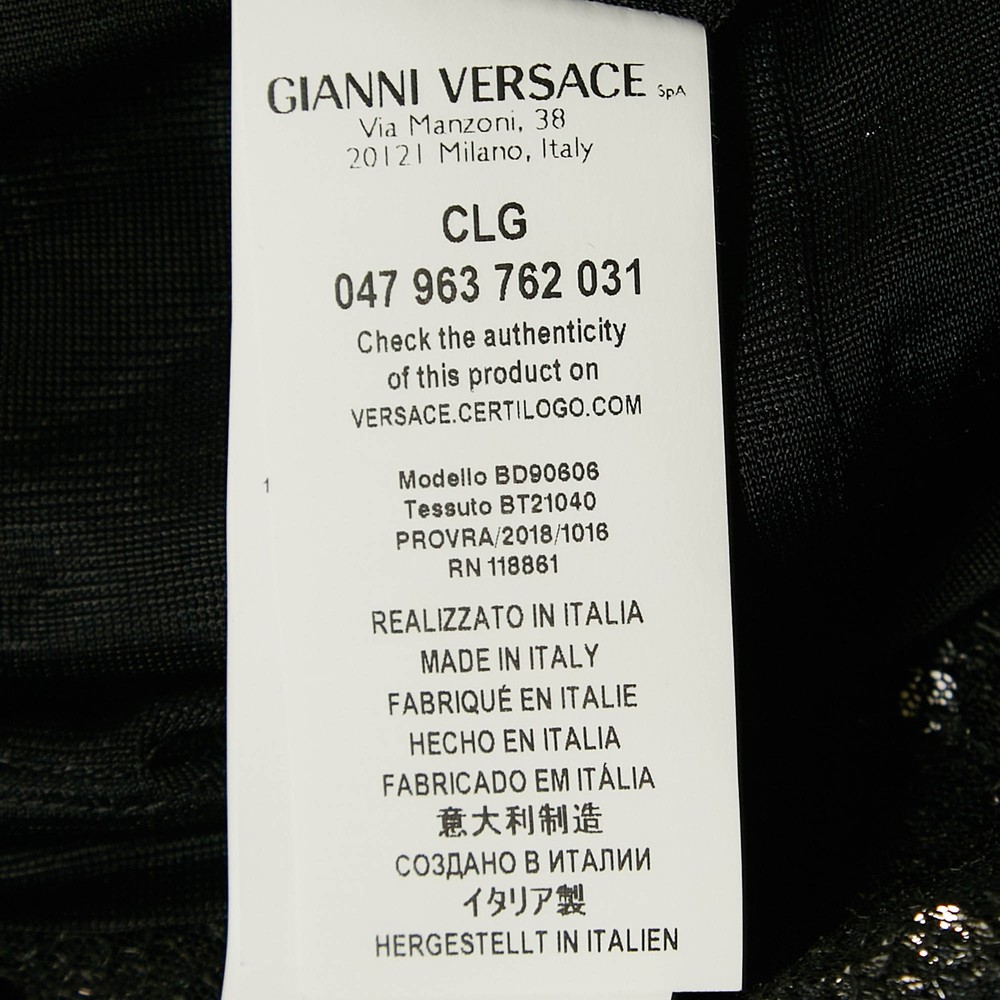 GIANNI VERSACE SpA
Via Manzoni, 38
20121 Milano, Italy
CLG
047 963 762 031
Check the authenticity
of this product on
VERSACE.CERTILOGO.COM
1
Modello BD90606
Tessuto BT21040
PROVRA/2018/1016
RN 118861
REALIZZATO IN ITALIA
MADE IN ITALY
FABRIQUÉ EN ITALIE
HECHO EN ITALIA
FABRICADO EM ITÁLIA
意大利制造
СОЗДАНО В ИТАЛИИ
イタリア製
HERGESTELLT IN ITALIEN